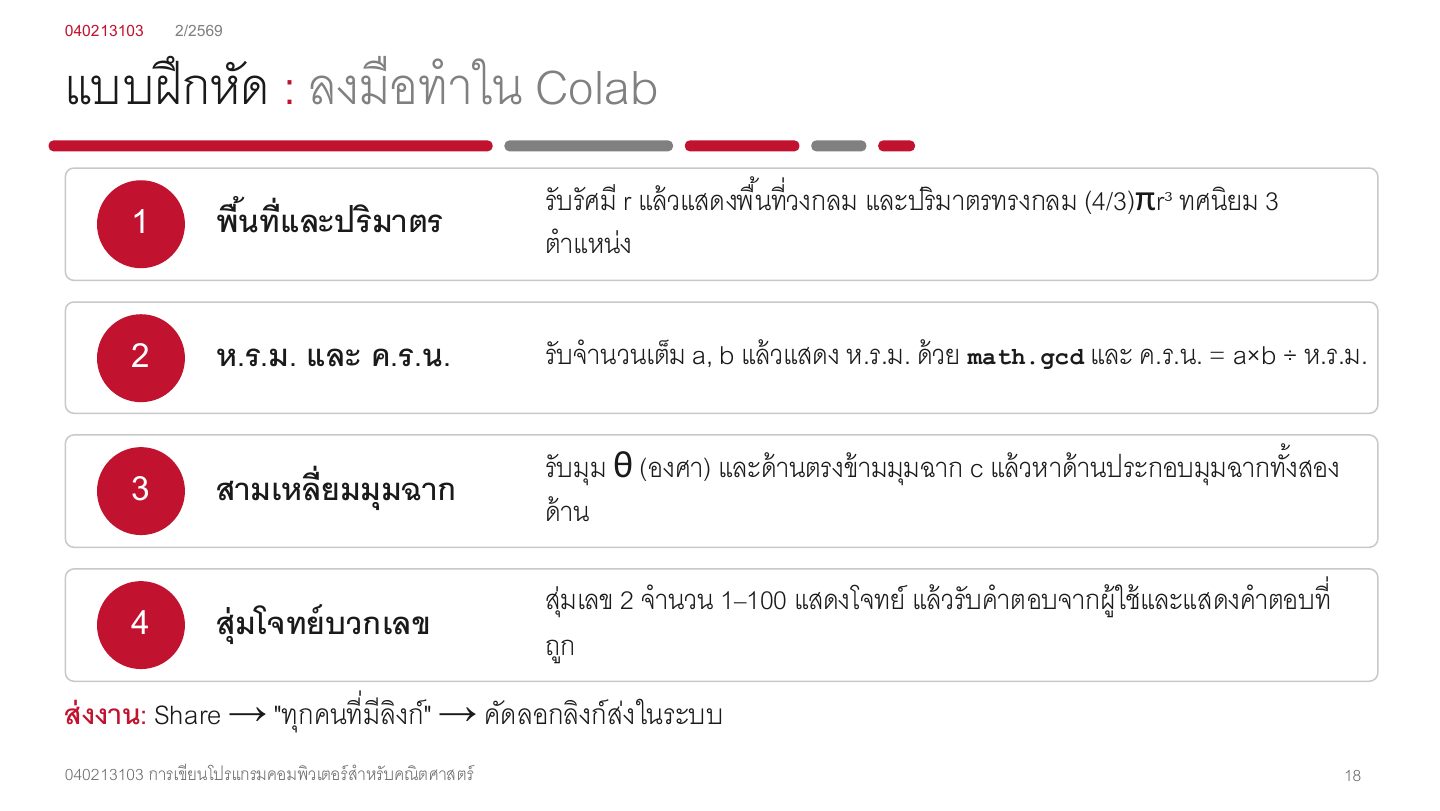 040213103 2/2569
แบบฝึกหัด : ลงมือทำใน Colab
1
พื้นที่และปริมาตร
รับรัศมี r แล้วแสดงพื้นที่วงกลม และปริมาตรทรงกลม (4/3)πr³ ทศนิยม 3
ตำแหน่ง
2
ห.ร.ม. และ ค.ร.น.
รับจำนวนเต็ม a, b แล้วแสดง ห.ร.ม. ด้วย math.gcd และ ค.ร.น. = a×b ÷ ห.ร.ม.
3
สามเหลี่ยมมุมฉาก
รับมุม θ (องศา) และด้านตรงข้ามมุมฉาก c แล้วหาด้านประกอบมุมฉากทั้งสอง
ด้าน
4
สุ่มโจทย์บวกเลข
สุ่มเลข 2 จำนวน 1–100 แสดงโจทย์ แล้วรับคำตอบจากผู้ใช้และแสดงคำตอบที่
ถูก
ส่งงาน: Share → "ทุกคนที่มีลิงก์" → คัดลอกลิงก์ส่งในระบบ
040213103 การเขียนโปรแกรมคอมพิวเตอร์สำหรับคณิตศาสตร์ 18